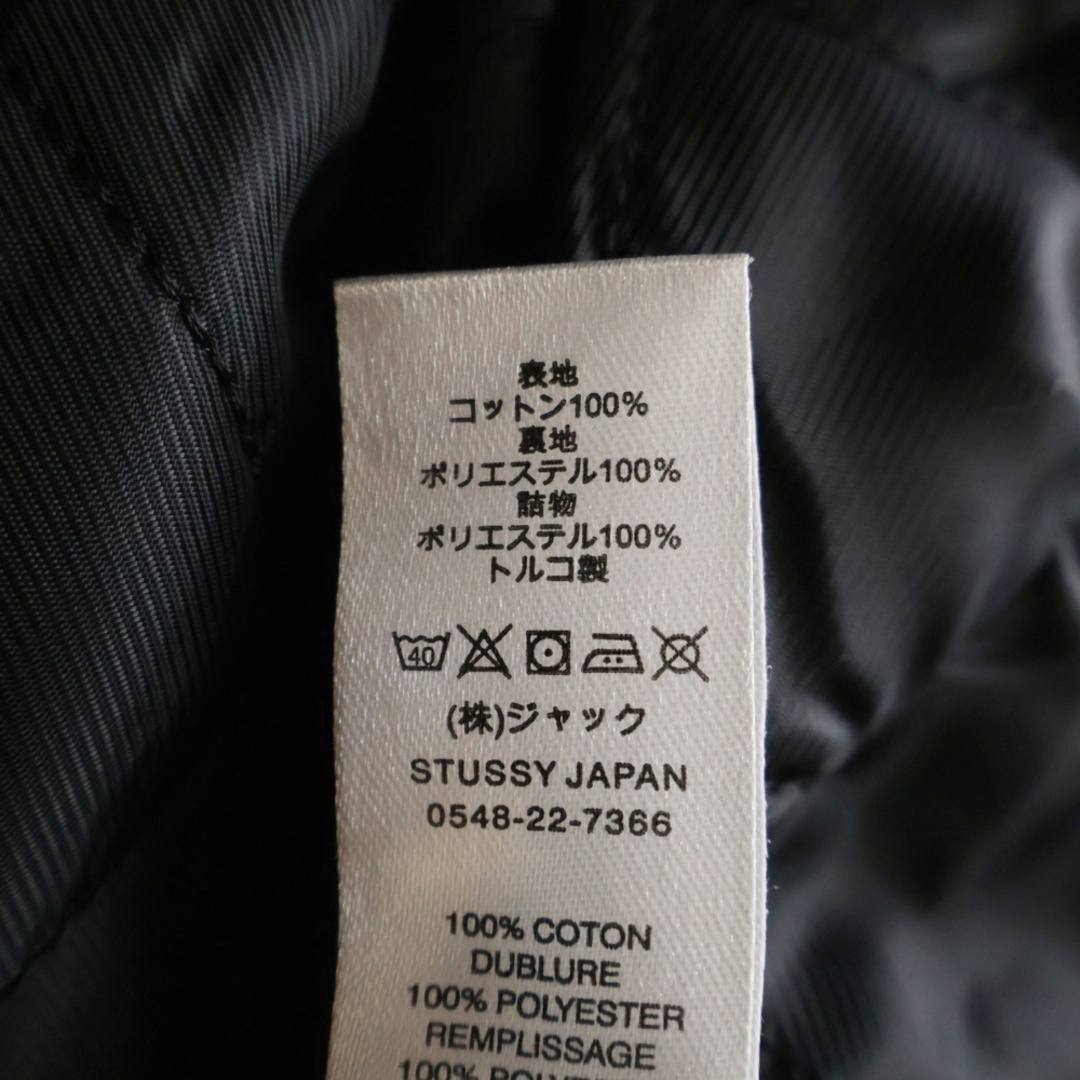 表地
コットン100%
裏地
ポリエステル100%
詰物
ポリエステル100%
トルコ製
40
(株)ジャック
STUSSY JAPAN
0548-22-7366
100% COTON
DUBLURE
100% POLYESTER
REMPLISSAGE
100%